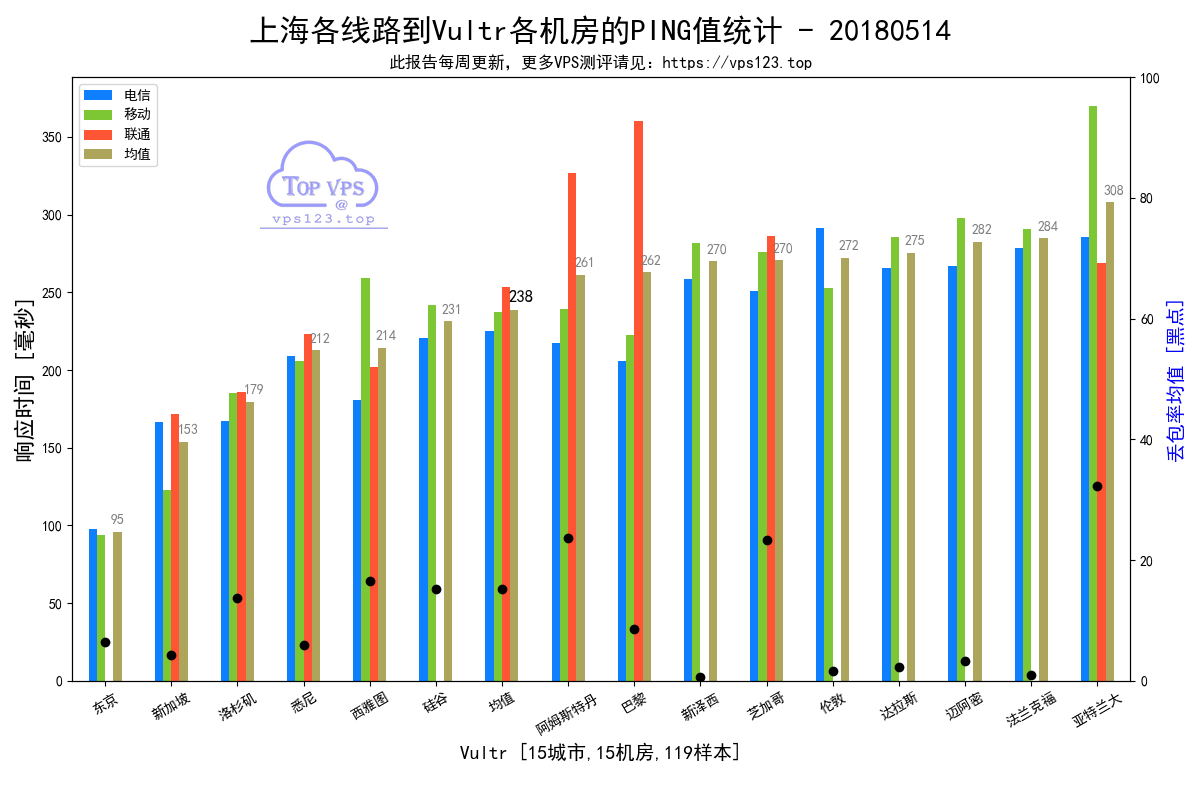 上海各线路到Vultr各机房的PING值统计 - 20180514
此报告每周更新，更多VPS测评请见：https://vps123.top
电信
移动
联通
均值
TOP VPS
@
vps123.top
响应时间 [毫秒]
0
50
100
150
200
250
300
350
丢包率均值 [黑点]
0
20
40
60
80
100
95
153
179
212
214
231
238
261
262
270
270
272
275
282
284
308
东京
新加坡
洛杉矶
悉尼
西雅图
硅谷
均值
阿姆斯特丹
巴黎
新泽西
芝加哥
伦敦
达拉斯
迈阿密
法兰克福
亚特兰大
Vultr [15城市,15机房,119样本]